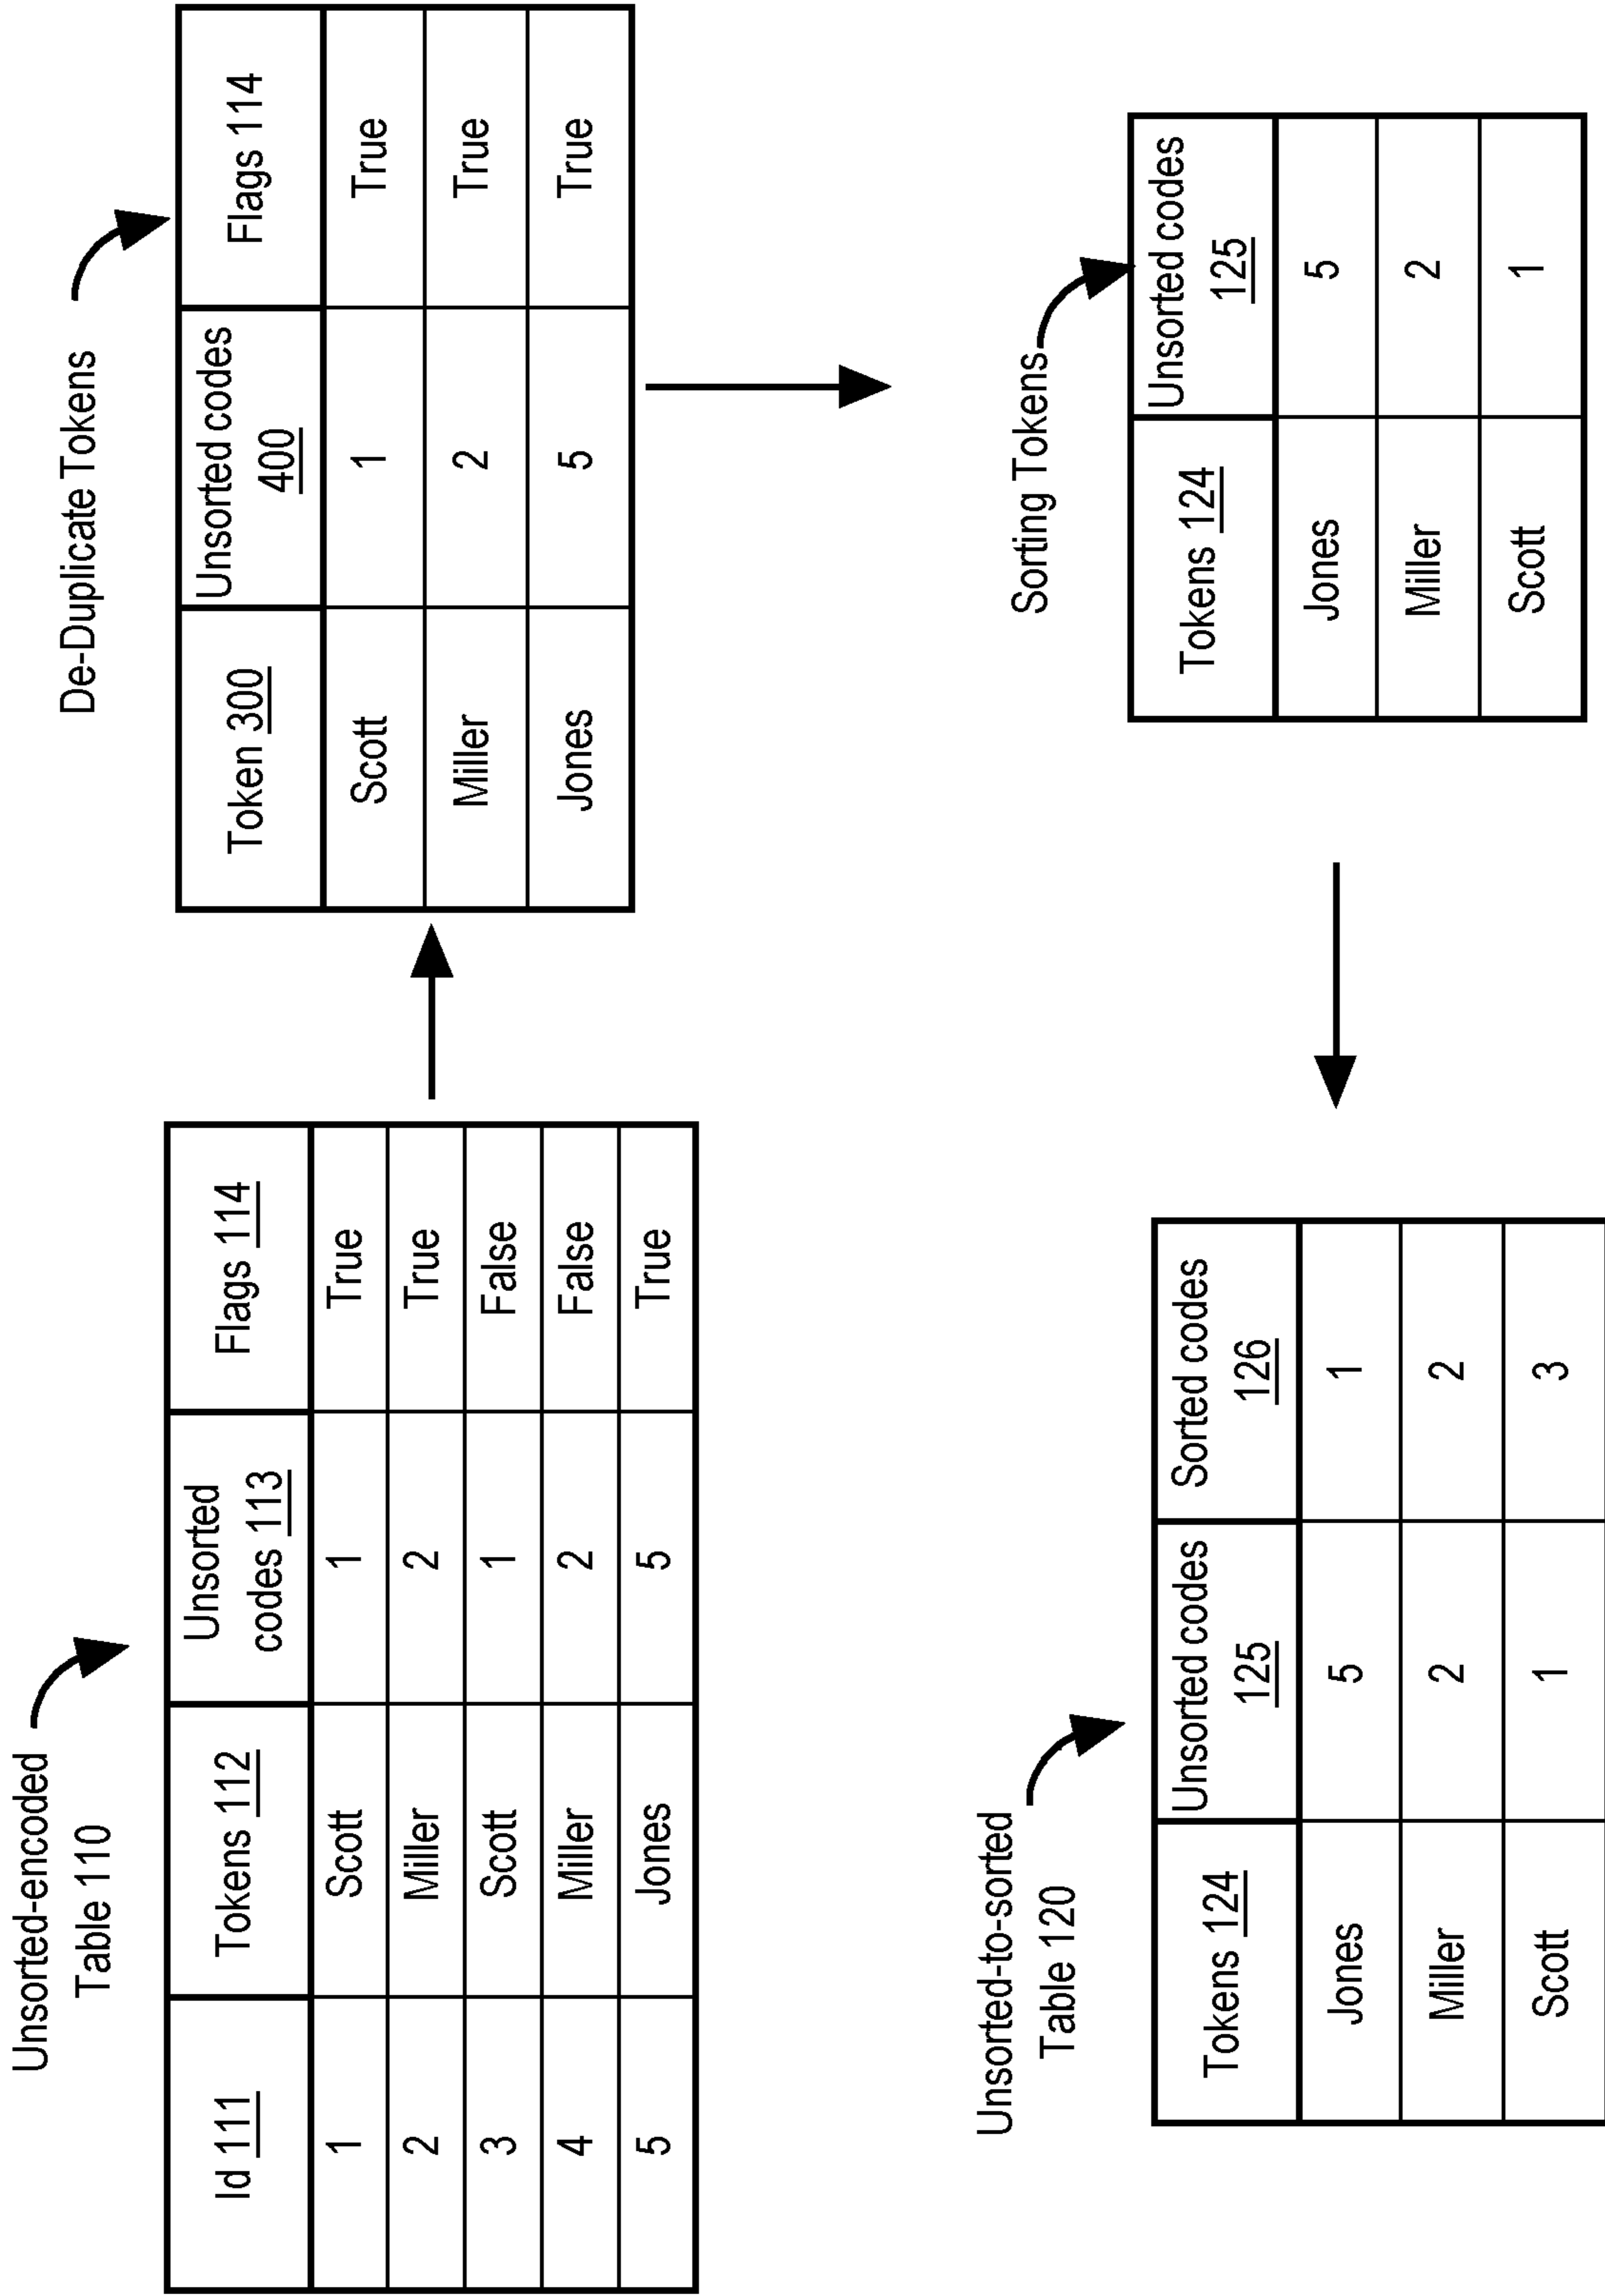 Unsorted-encoded
Table 110
Id 111 Tokens 112 Unsorted codes 113 Flags 114
1 Scott 1 True
2 Miller 2 True
3 Scott 1 False
4 Miller 2 False
5 Jones 5 True
De-Duplicate Tokens
Token 300 Unsorted codes 400 Flags 114
Scott 1 True
Miller 2 True
Jones 5 True
Sorting Tokens
Tokens 124 Unsorted codes 125
Jones 5
Miller 2
Scott 1
Unsorted-to-sorted
Table 120
Tokens 124 Unsorted codes 125 Sorted codes 126
Jones 5 1
Miller 2 2
Scott 1 3